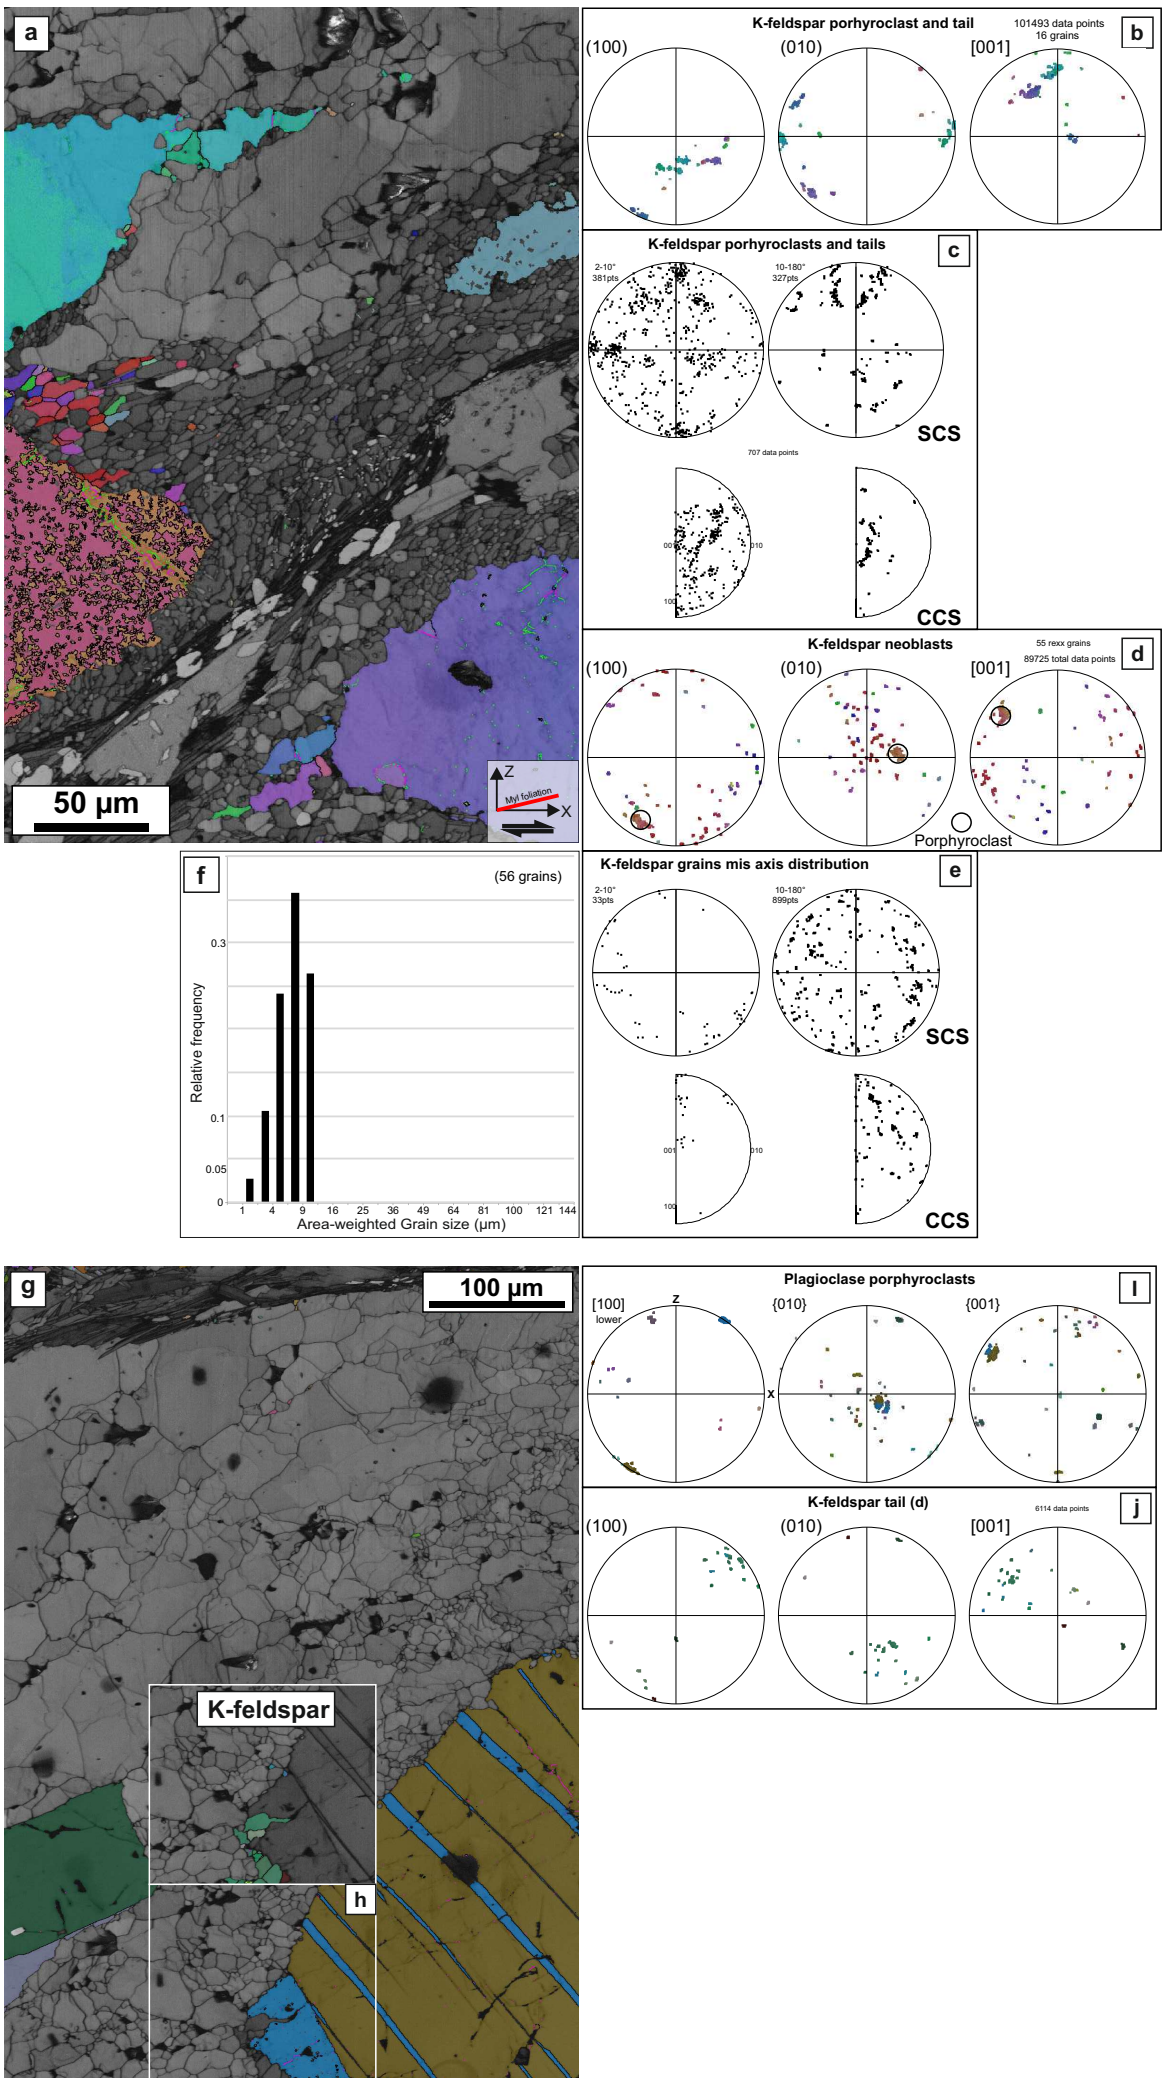 a
50 µm
Z
Myl foliation
X
K-feldspar porhyroclast and tail
101493 data points
16 grains
b
(100)
(010)
[001]
K-feldspar porhyroclasts and tails
c
2-10°
381pts
10-180°
327pts
SCS
707 data points
001
010
100
CCS
K-feldspar neoblasts
55 rexx grains
89725 total data points
d
(100)
(010)
[001]
Porphyroclast
K-feldspar grains mis axis distribution
e
2-10°
33pts
10-180°
899pts
SCS
001
010
100
CCS
f
(56 grains)
Relative frequency
0.3
0.1
0.05
0
1 4 9 16 25 36 49 64 81 100 121 144
Area-weighted Grain size (µm)
g
100 µm
K-feldspar
h
Plagioclase porphyroclasts
l
[100]
lower
Z
X
{010}
{001}
K-feldspar tail (d)
6114 data points
j
(100)
(010)
[001]